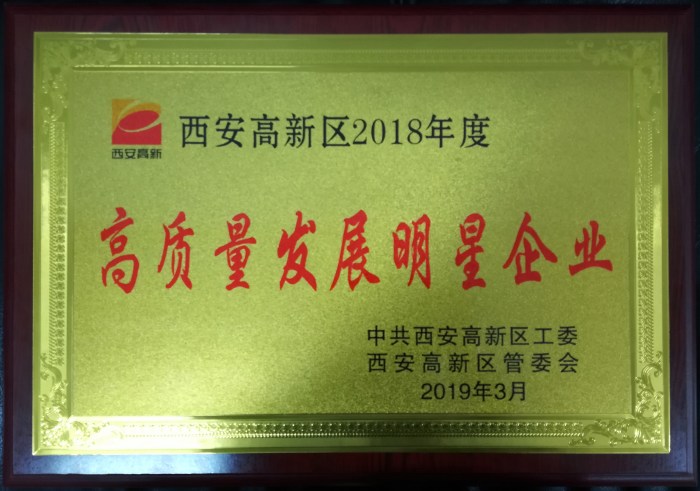 西安高新区2018年度
西安高新
高质量发展明星企业
中共西安高新区工委
西安高新区管委会
2019年3月